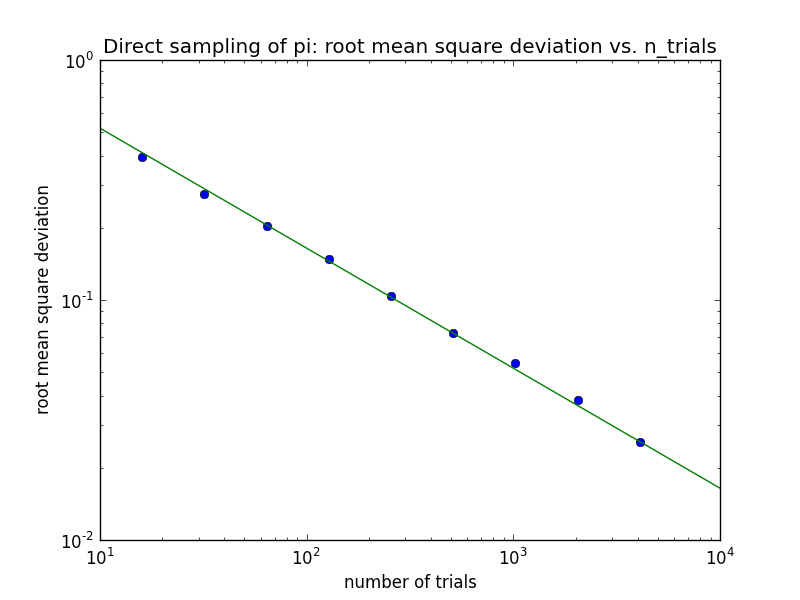 Direct sampling of pi: root mean square deviation vs. n_trials
10^0
10^-1
10^-2
root mean square deviation
10^1 10^2 10^3 10^4
number of trials